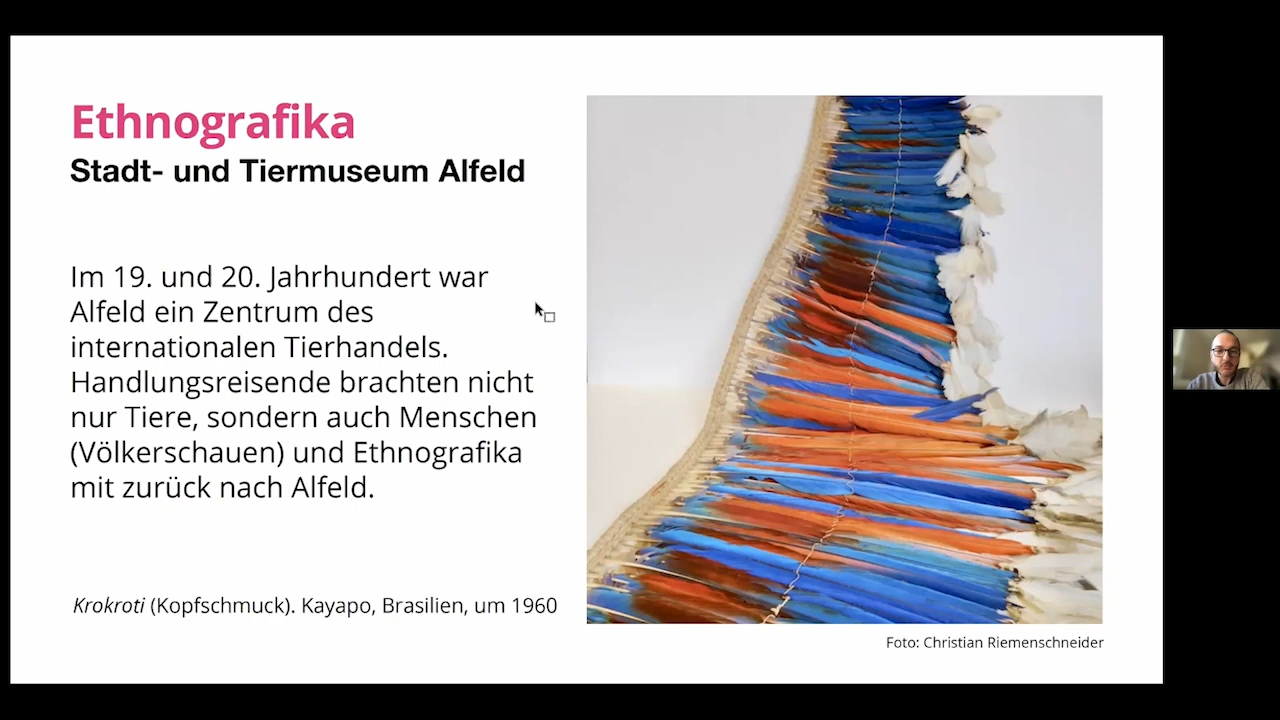 Ethnografika
Stadt- und Tiermuseum Alfeld
Im 19. und 20. Jahrhundert war
Alfeld ein Zentrum des
internationalen Tierhandels.
Handlungsreisende brachten nicht
nur Tiere, sondern auch Menschen
(Völkerschauen) und Ethnografika
mit zurück nach Alfeld.
Krokroti (Kopfschmuck). Kayapo, Brasilien, um 1960
Foto: Christian Riemenschneider